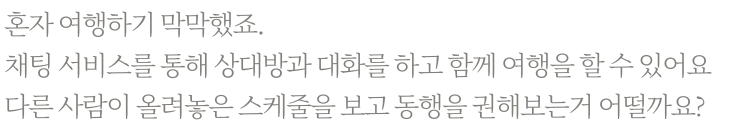 혼자 여행하기 막막했죠.
채팅 서비스를 통해 상대방과 대화를 하고 함께 여행을 할 수 있어요
다른 사람이 올려놓은 스케줄을 보고 동행을 권해보는거 어떨까요?